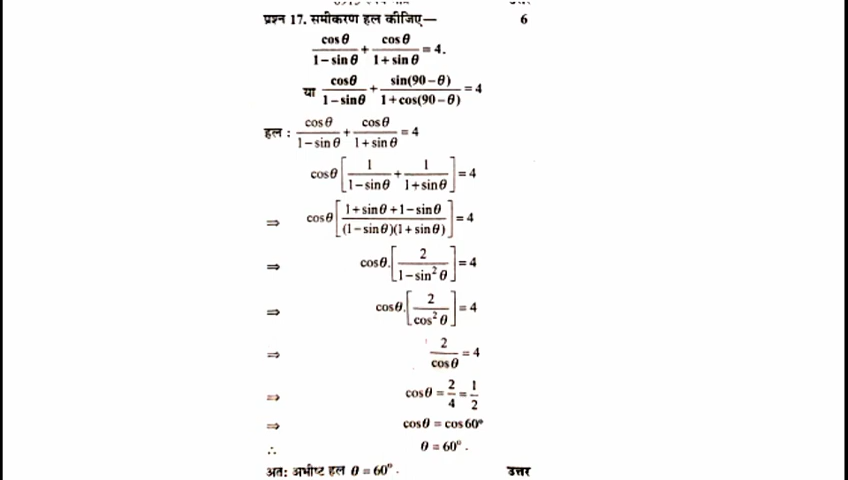 प्रश्न 17. समीकरण हल कीजिए— 6
cosθ/(1−sinθ) + cosθ/(1+sinθ) = 4.
या cosθ/(1−sinθ) + sin(90−θ)/(1+cos(90−θ)) = 4
हल : cosθ/(1−sinθ) + cosθ/(1+sinθ) = 4
cosθ[1/(1−sinθ) + 1/(1+sinθ)] = 4
⇒ cosθ[(1+sinθ+1−sinθ)/((1−sinθ)(1+sinθ))] = 4
⇒ cosθ.[2/(1−sin²θ)] = 4
⇒ cosθ.[2/cos²θ] = 4
⇒ 2/cosθ = 4
⇒ cosθ = 2/4 = 1/2
⇒ cosθ = cos60°
∴ θ = 60°.
अतः अभीष्ट हल θ = 60°. उत्तर